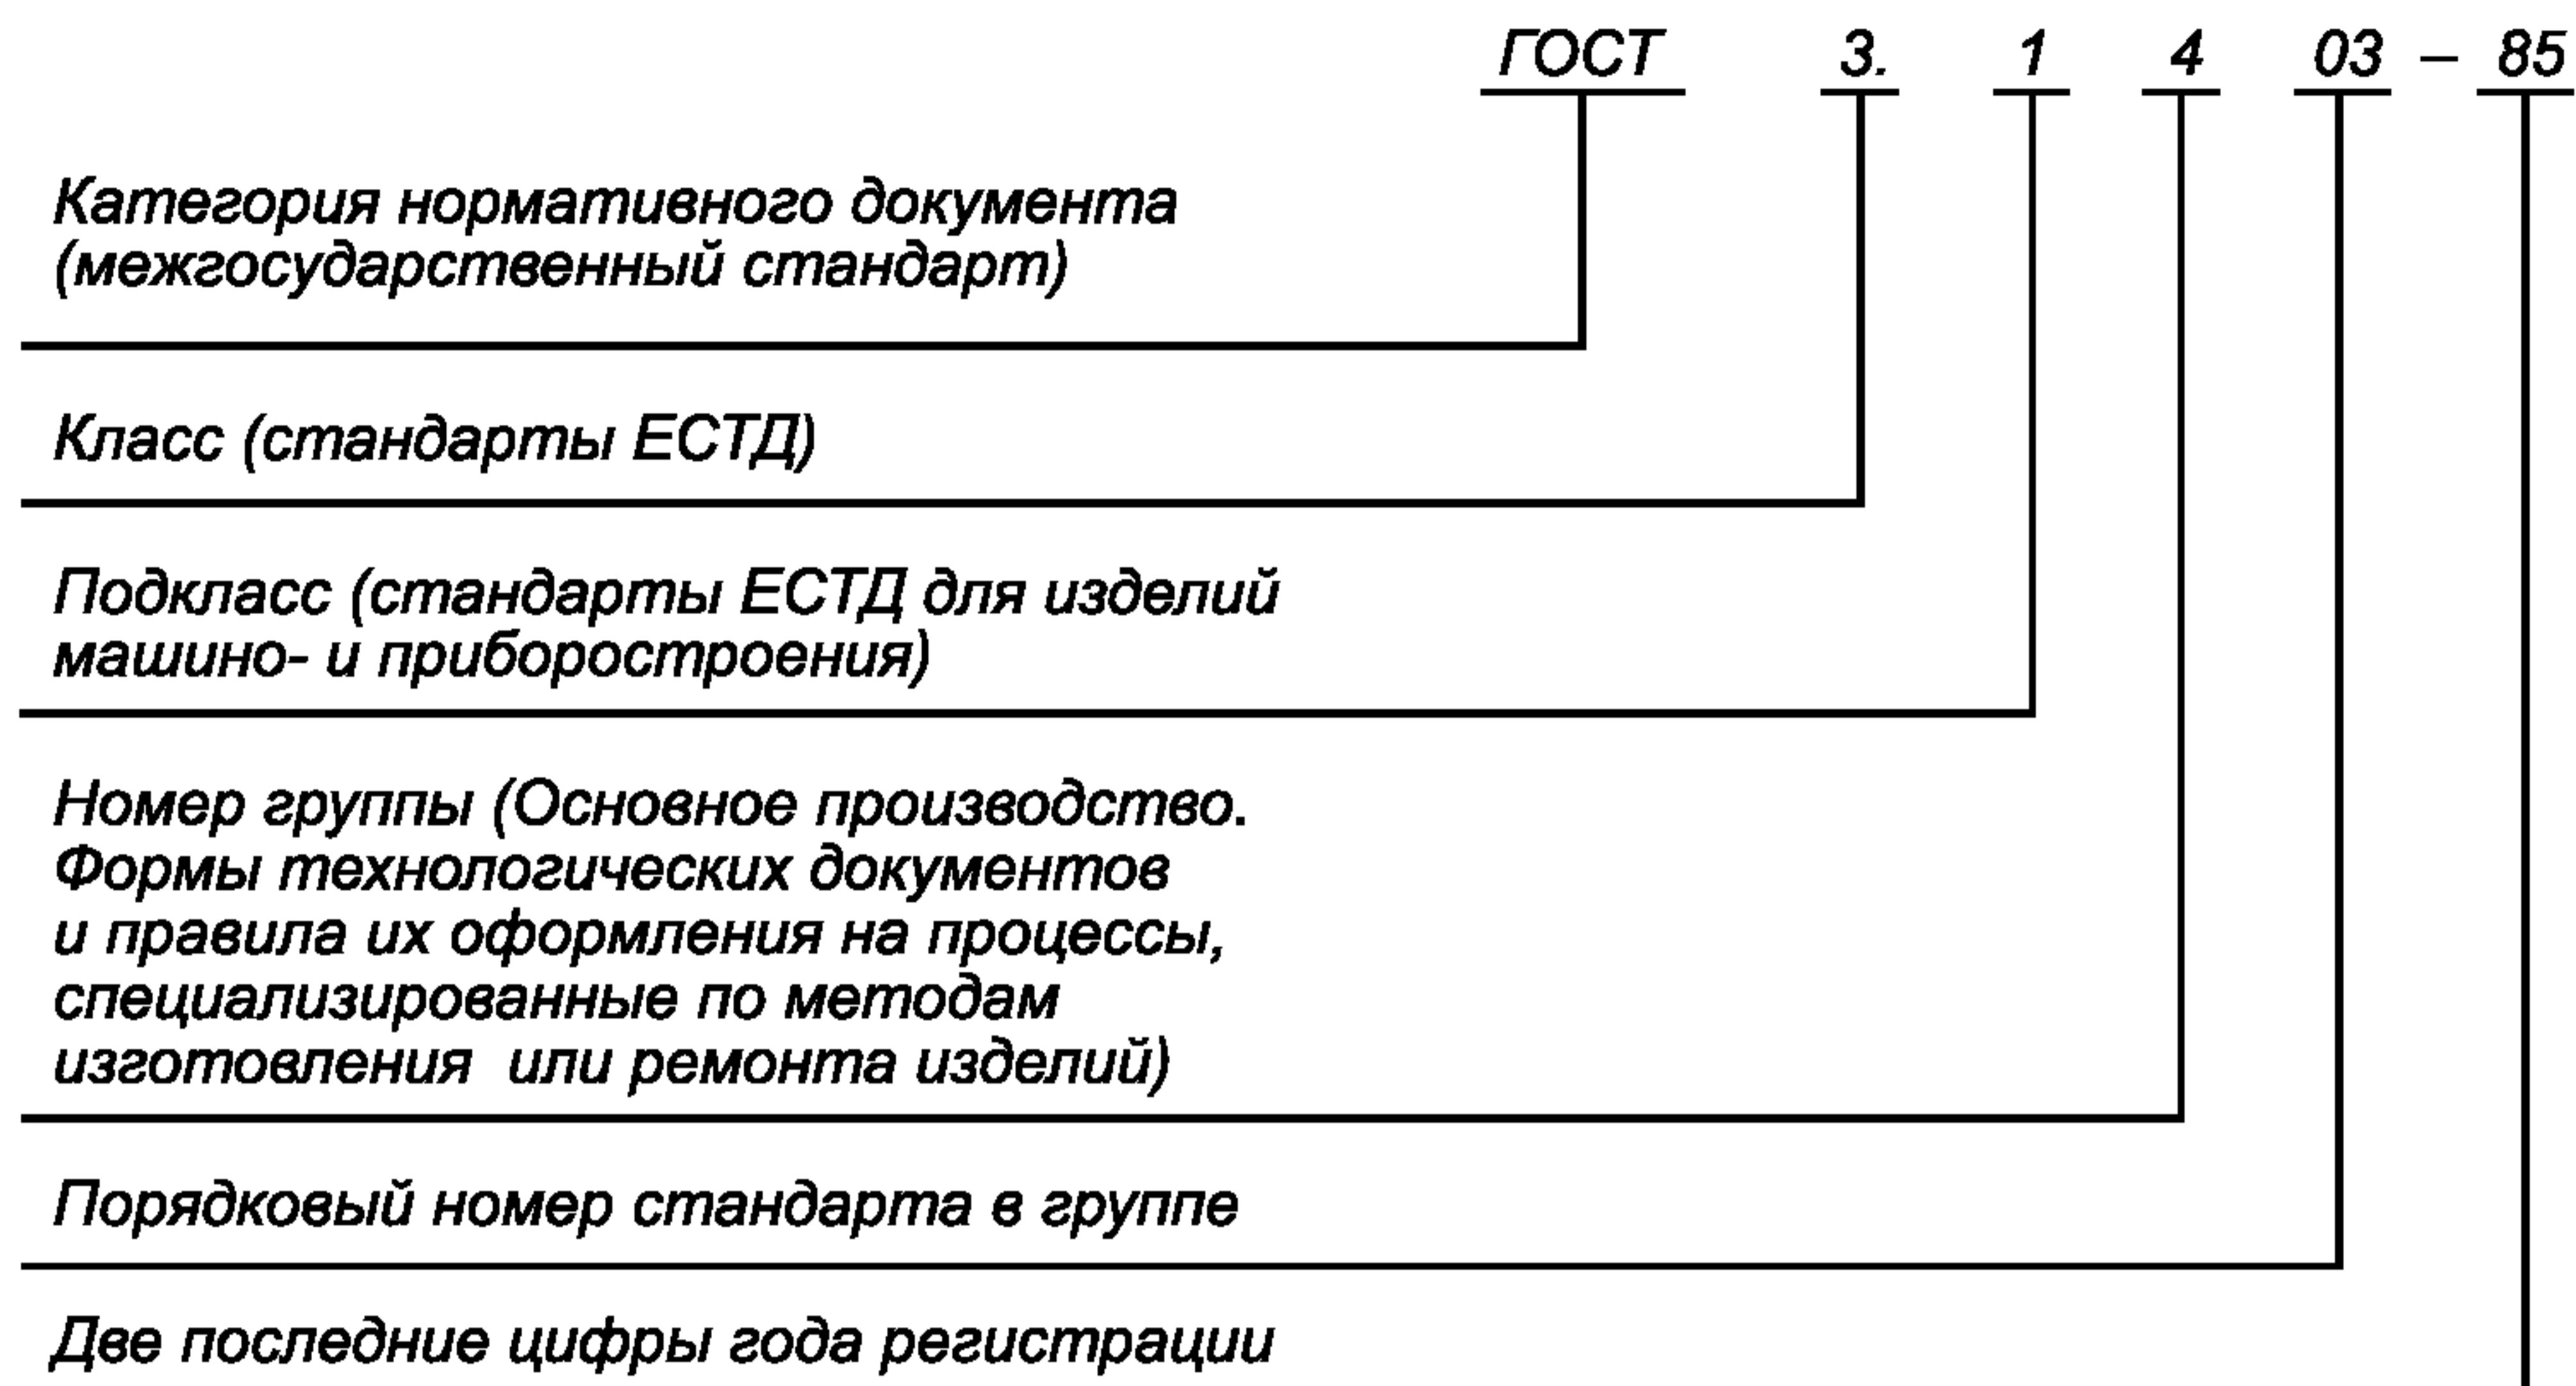 ГОСТ 3. 1 4 03 – 85
Категория нормативного документа
(межгосударственный стандарт)
Класс (стандарты ЕСТД)
Подкласс (стандарты ЕСТД для изделий
машино- и приборостроения)
Номер группы (Основное производство.
Формы технологических документов
и правила их оформления на процессы,
специализированные по методам
изготовления или ремонта изделий)
Порядковый номер стандарта в группе
Две последние цифры года регистрации